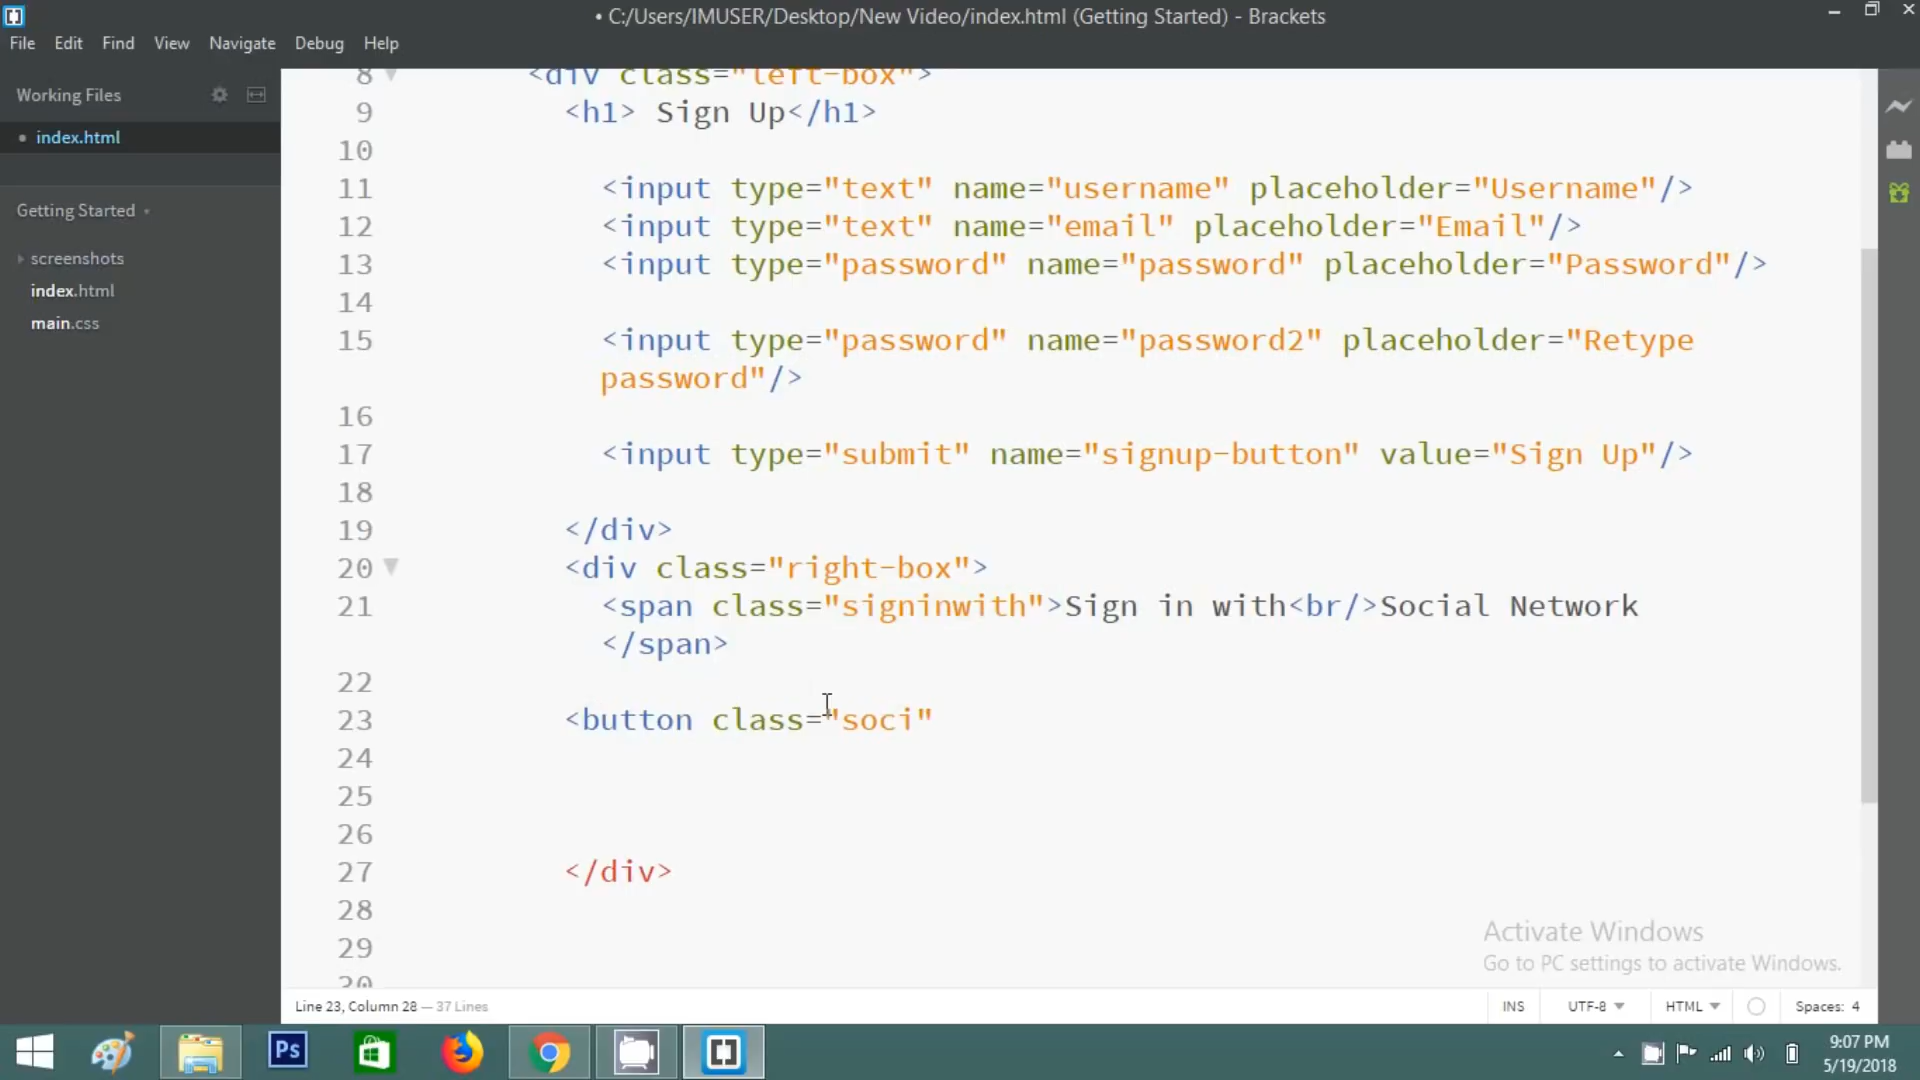 • C:/Users/IMUSER/Desktop/New Video/index.html (Getting Started) - Brackets
File Edit Find View Navigate Debug Help
Working Files
• index.html
Getting Started
screenshots
index.html
main.css
8 <div class="left-box">
9 <h1> Sign Up</h1>
10
11 <input type="text" name="username" placeholder="Username"/>
12 <input type="text" name="email" placeholder="Email"/>
13 <input type="password" name="password" placeholder="Password"/>
14
15 <input type="password" name="password2" placeholder="Retype
password"/>
16
17 <input type="submit" name="signup-button" value="Sign Up"/>
18
19 </div>
20 <div class="right-box">
21 <span class="signinwith">Sign in with<br/>Social Network
</span>
22
23 <button class="soci"
24
25
26
27 </div>
28
29
30
Activate Windows
Go to PC settings to activate Windows.
Line 23, Column 28 — 37 Lines
INS UTF-8 HTML Spaces: 4
Ps
9:07 PM
5/19/2018